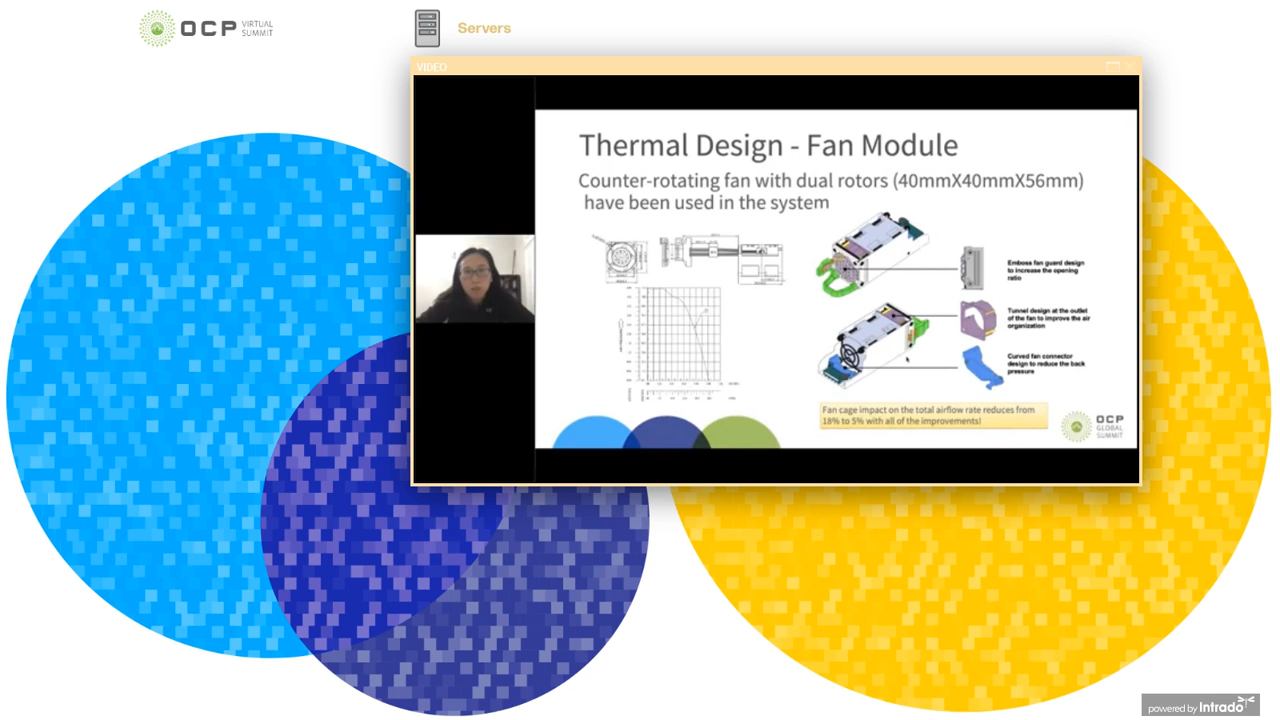 OCP VIRTUAL
SUMMIT
Servers
VIDEO
Thermal Design - Fan Module
Counter-rotating fan with dual rotors (40mmX40mmX56mm)
have been used in the system
Emboss fan guard design
to increase the opening
ratio
Tunnel design at the outlet
of the fan to improve the air
organization
Curved fan connector
design to reduce the back
pressure
Fan cage impact on the total airflow rate reduces from
18% to 5% with all of the improvements!
OCP
GLOBAL
SUMMIT
powered by Intrado